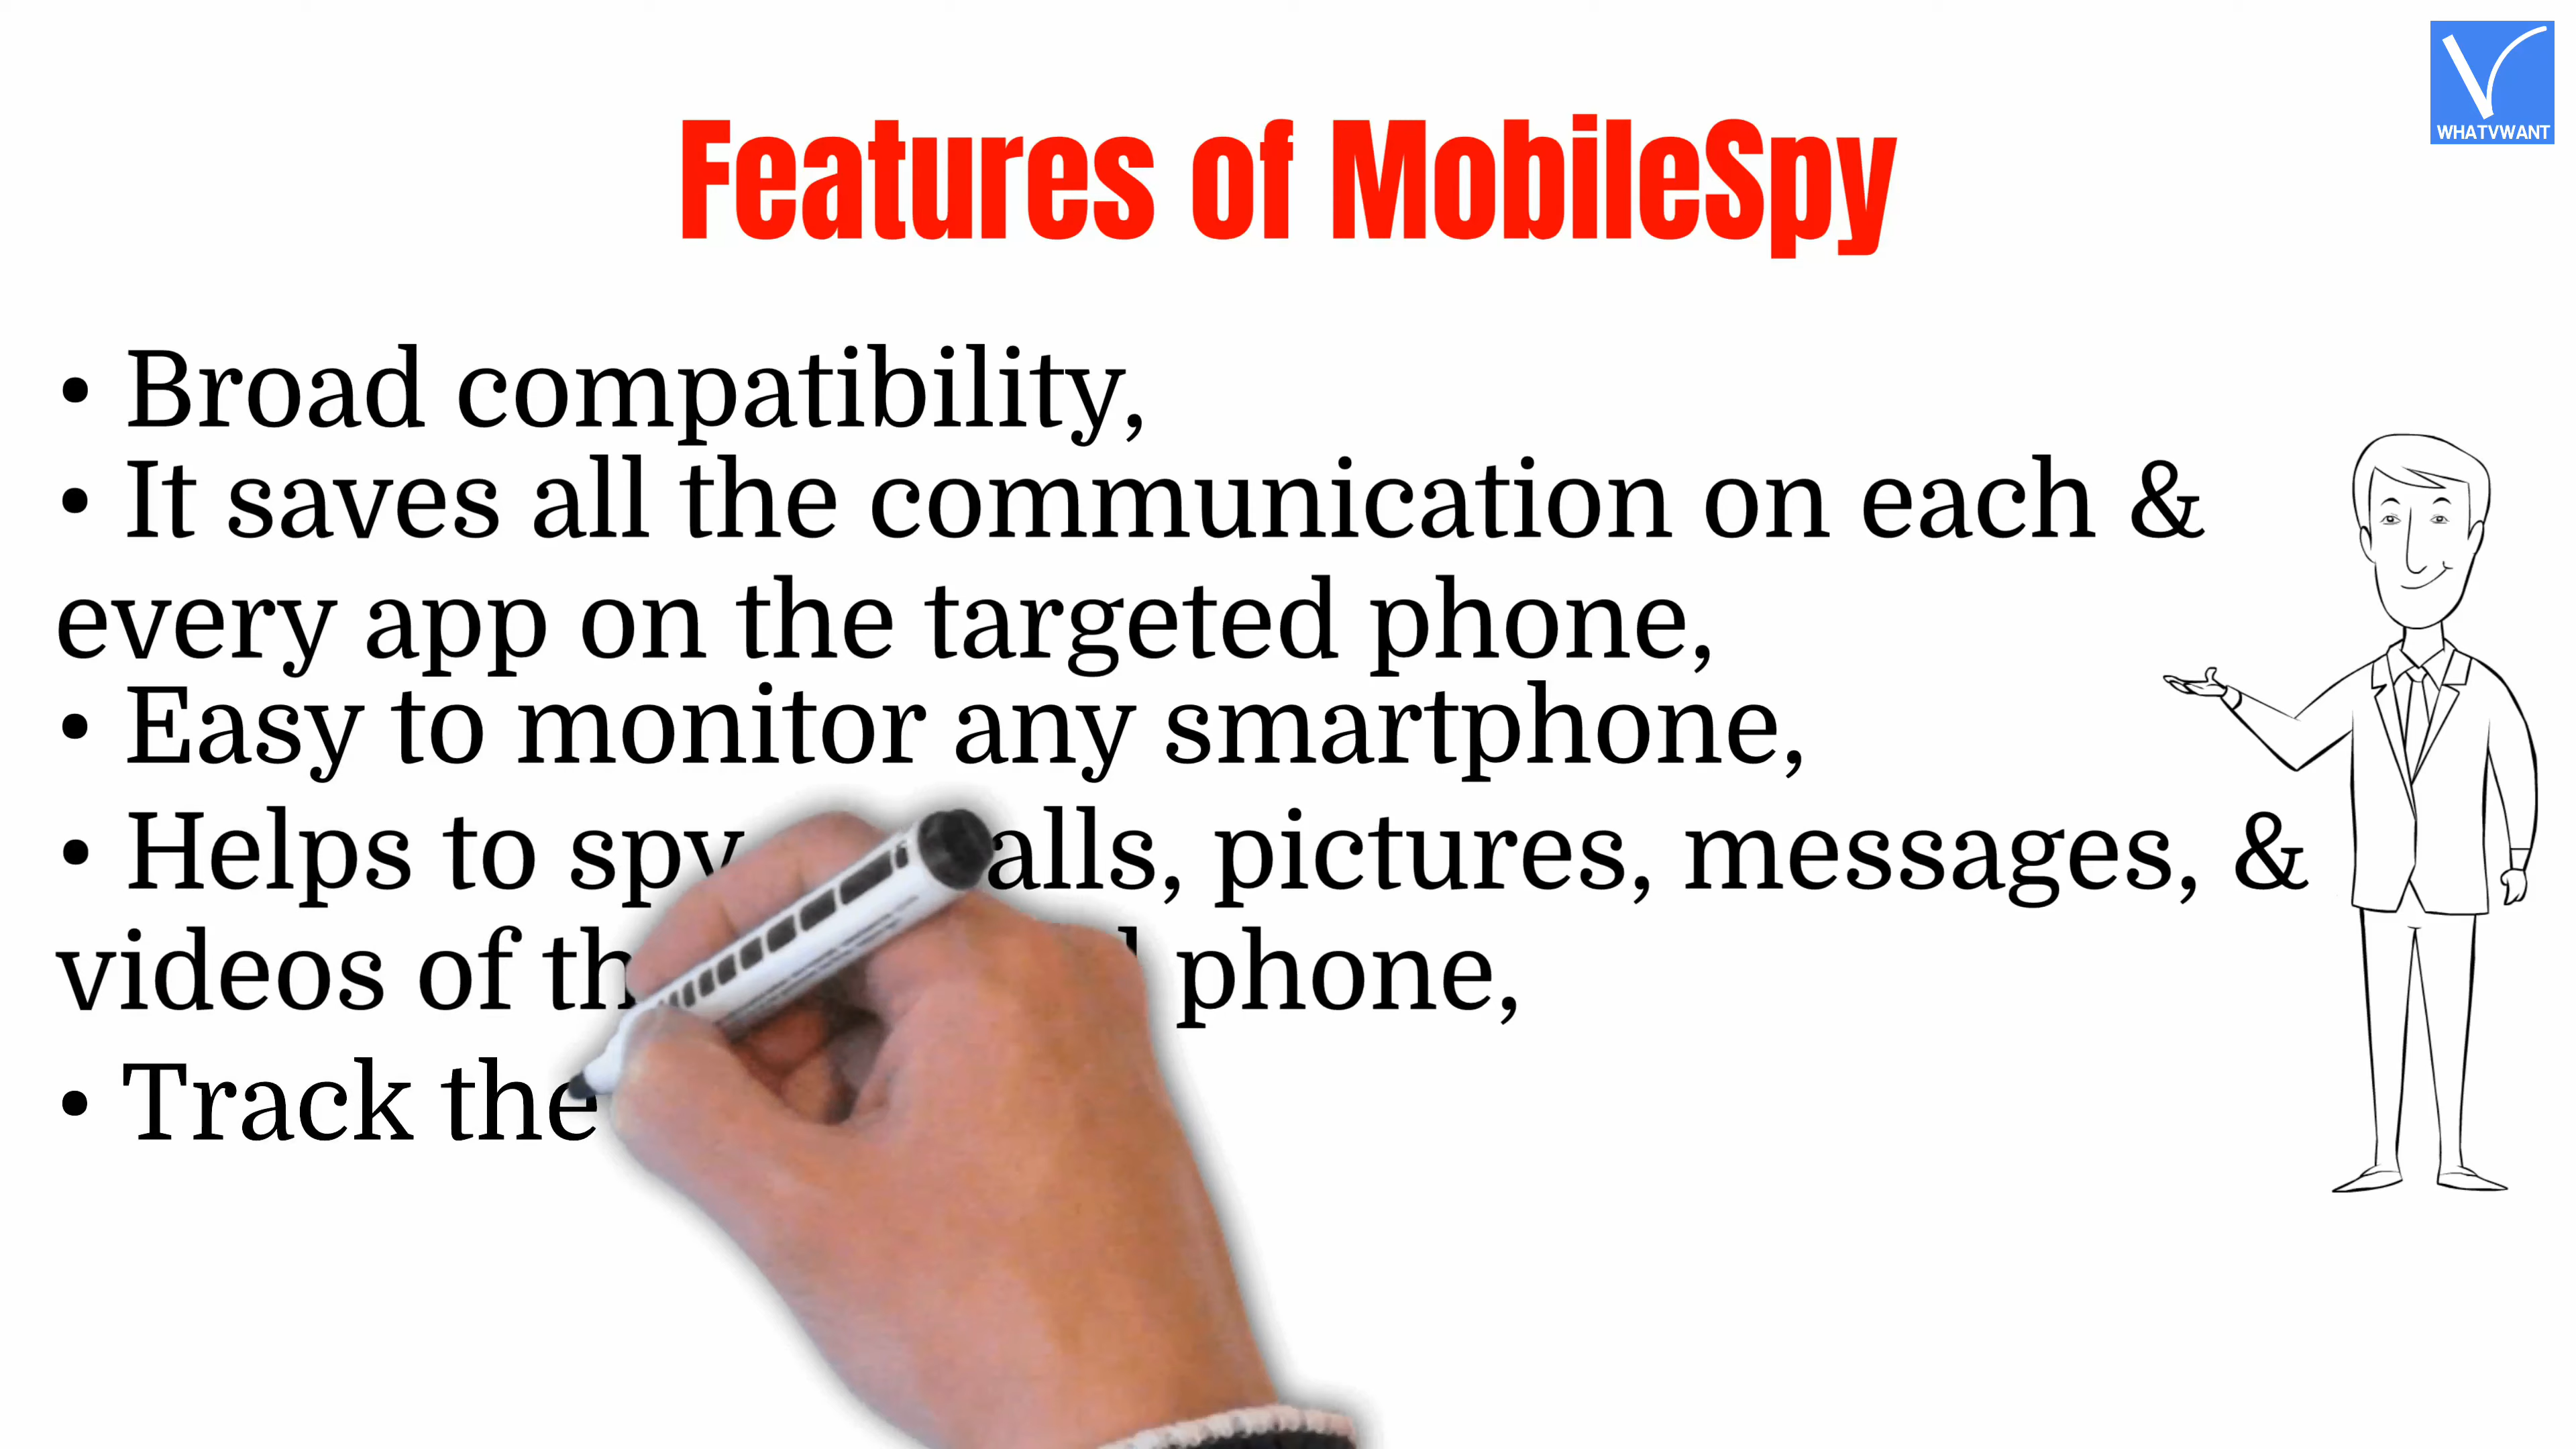 WHATVWANT
Features of MobileSpy
• Broad compatibility,
• It saves all the communication on each &
every app on the targeted phone,
• Easy to monitor any smartphone,
• Helps to spy alls, pictures, messages, &
videos of th phone,
• Track the